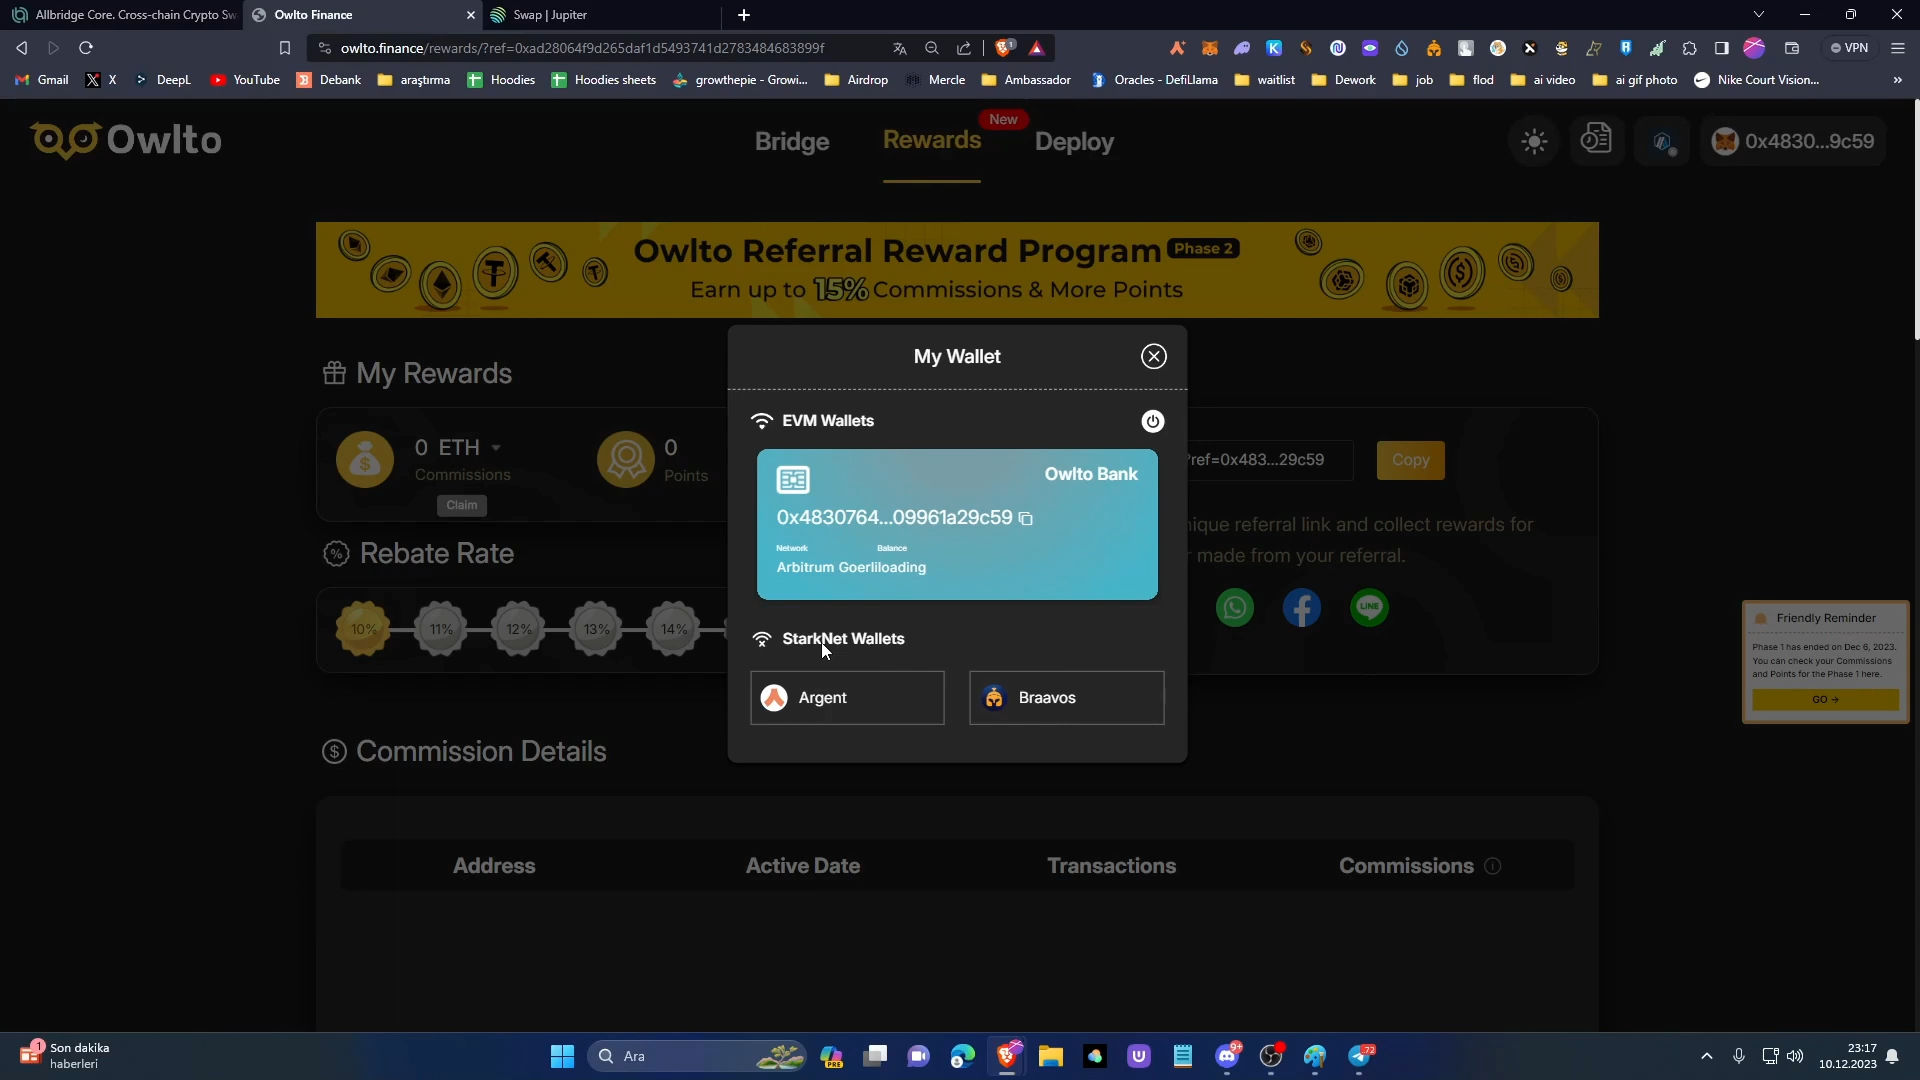 Allbridge Core. Cross-chain Crypto Sw
Owlto Finance
Swap | Jupiter
owlto.finance/rewards/?ref=0xad28064f9d265daf1d5493741d2783484683899f
VPN
Gmail
X
DeepL
YouTube
Debank
araştırma
Hoodies
Hoodies sheets
growthepie - Growi...
Airdrop
Mercle
Ambassador
Oracles - DefiLlama
waitlist
Dework
job
flod
ai video
ai gif photo
Nike Court Vision...
Owlto
Bridge
Rewards
New
Deploy
0x4830...9c59
Owlto Referral Reward Program Phase 2
Earn up to 15% Commissions & More Points
My Rewards
0 ETH
Commissions
Claim
0
Points
Rebate Rate
10%
11%
12%
13%
14%
My Wallet
EVM Wallets
Owlto Bank
0x4830764...09961a29c59
Network
Balance
Arbitrum Goerliloading
StarkNet Wallets
Argent
Braavos
?ref=0x483...29c59
Copy
ique referral link and collect rewards for
made from your referral.
LINE
Friendly Reminder
Phase 1 has ended on Dec 6, 2023.
You can check your Commissions
and Points for the Phase 1 here.
GO →
Commission Details
Address
Active Date
Transactions
Commissions
1
Son dakika
haberleri
Ara
PRE
9+
72
23:17
10.12.2023